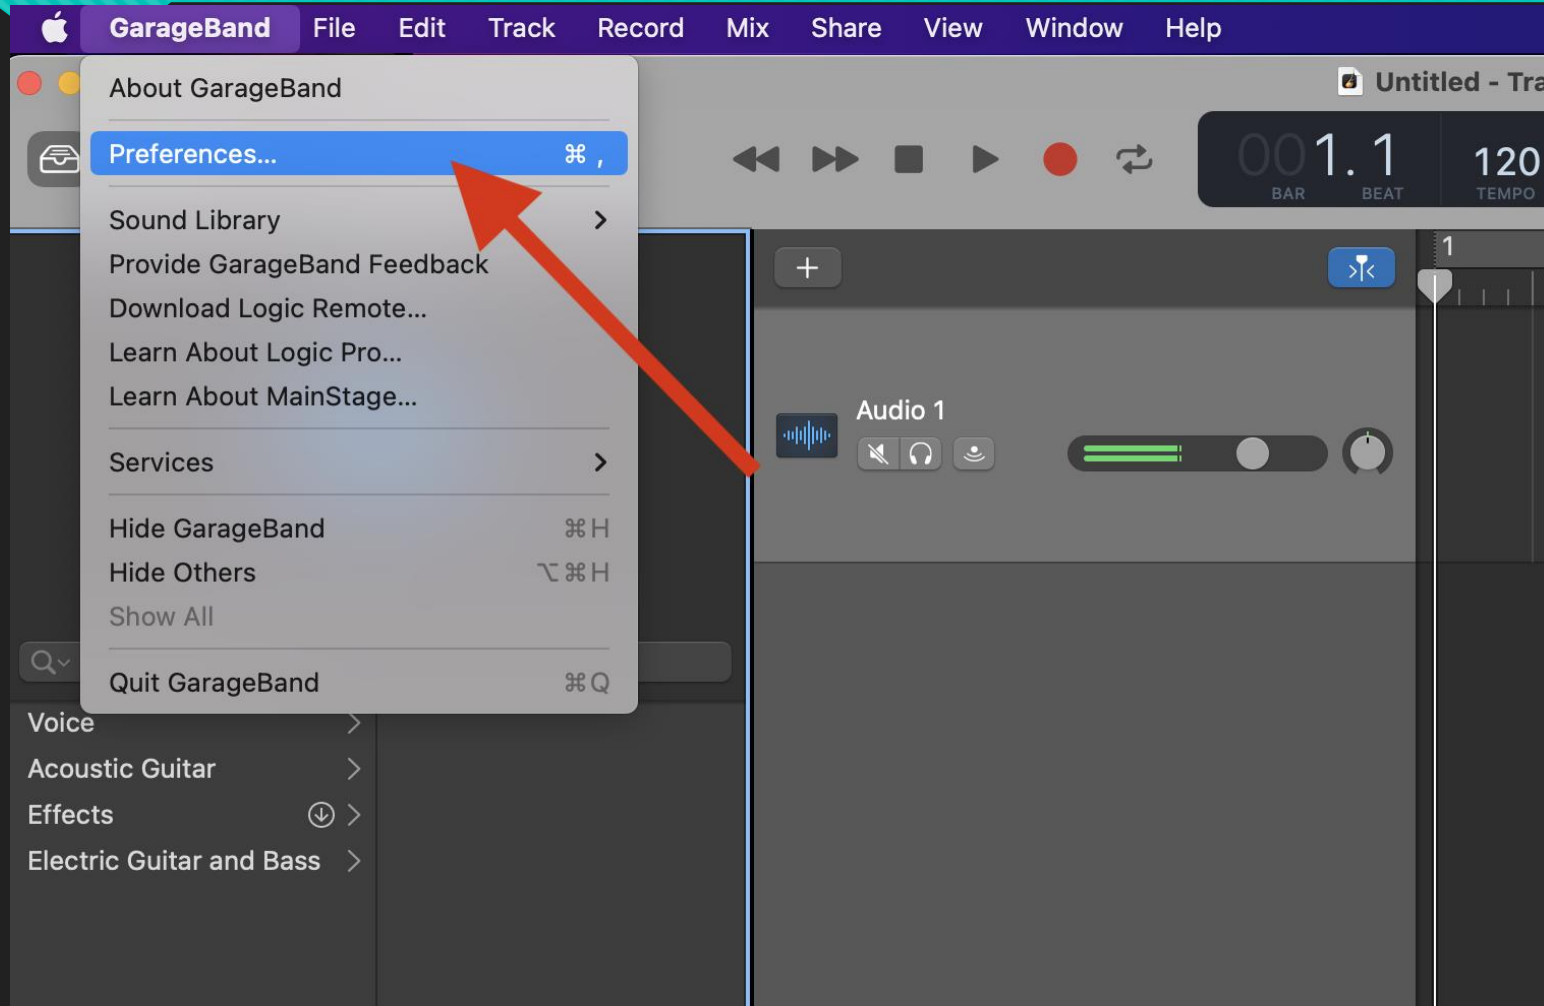 GarageBand File Edit Track Record Mix Share View Window Help
About GarageBand
Preferences... ⌘ ,
Sound Library
Provide GarageBand Feedback
Download Logic Remote...
Learn About Logic Pro...
Learn About MainStage...
Services
Hide GarageBand ⌘H
Hide Others ⌥⌘H
Show All
Quit GarageBand ⌘Q
Voice
Acoustic Guitar
Effects
Electric Guitar and Bass
Untitled - Tra
001. 1 120
BAR BEAT TEMPO
1
Audio 1